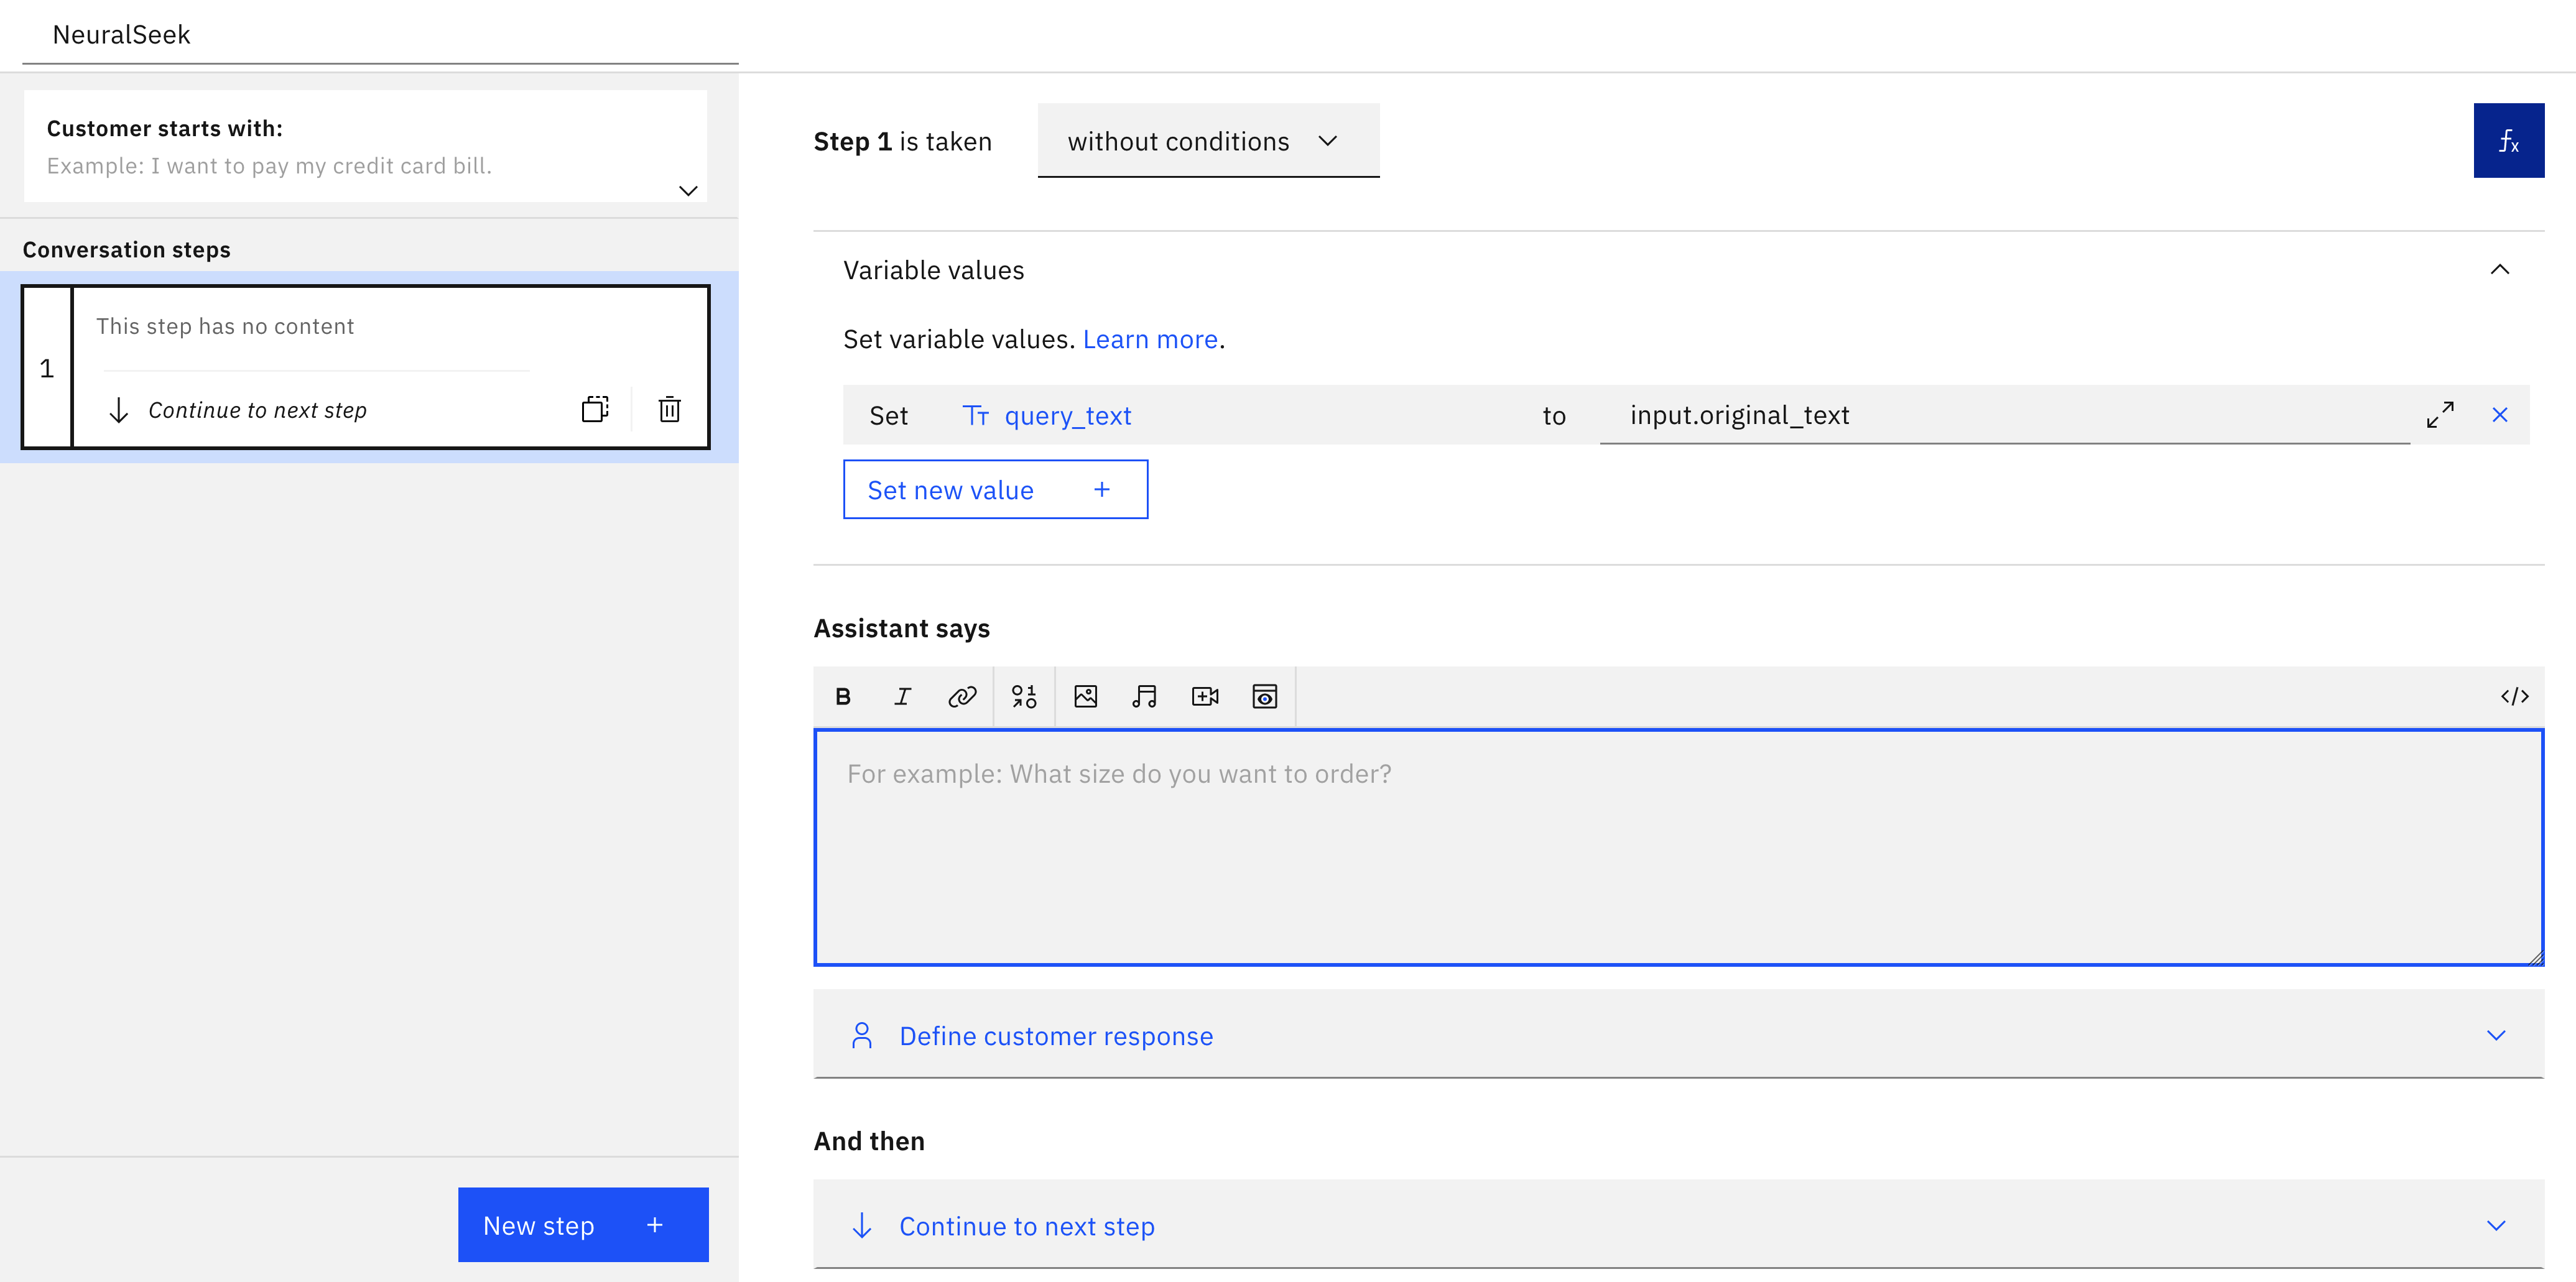 NeuralSeek
Customer starts with:
Example: I want to pay my credit card bill.
Conversation steps
1
This step has no content
Continue to next step
New step +
Step 1 is taken without conditions
fx
Variable values
Set variable values. Learn more.
Set query_text to input.original_text
Set new value +
Assistant says
B I
For example: What size do you want to order?
Define customer response
And then
Continue to next step